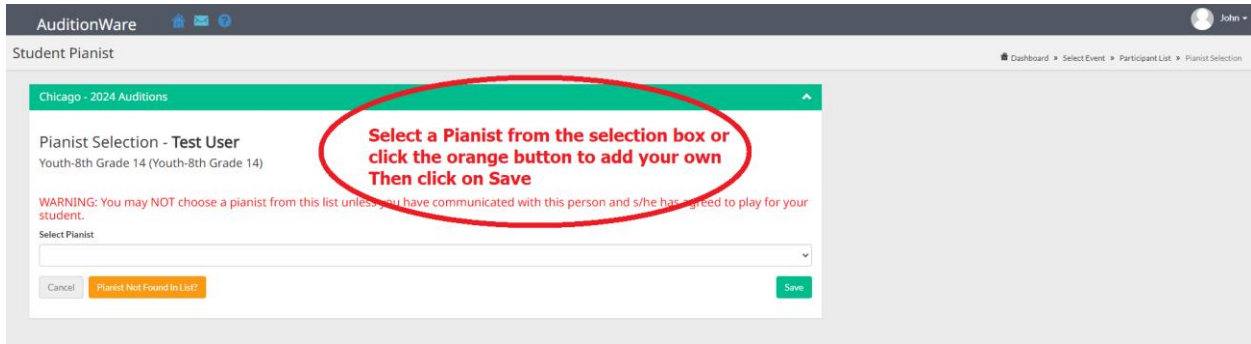 AuditionWare
John
Student Pianist
Dashboard » Select Event » Participant List » Pianist Selection
Chicago - 2024 Auditions
Pianist Selection - Test User
Youth-8th Grade 14 (Youth-8th Grade 14)
Select a Pianist from the selection box or
click the orange button to add your own
Then click on Save
WARNING: You may NOT choose a pianist from this list unless you have communicated with this person and s/he has agreed to play for your
student.
Select Pianist
Cancel
Pianist Not Found In List?
Save